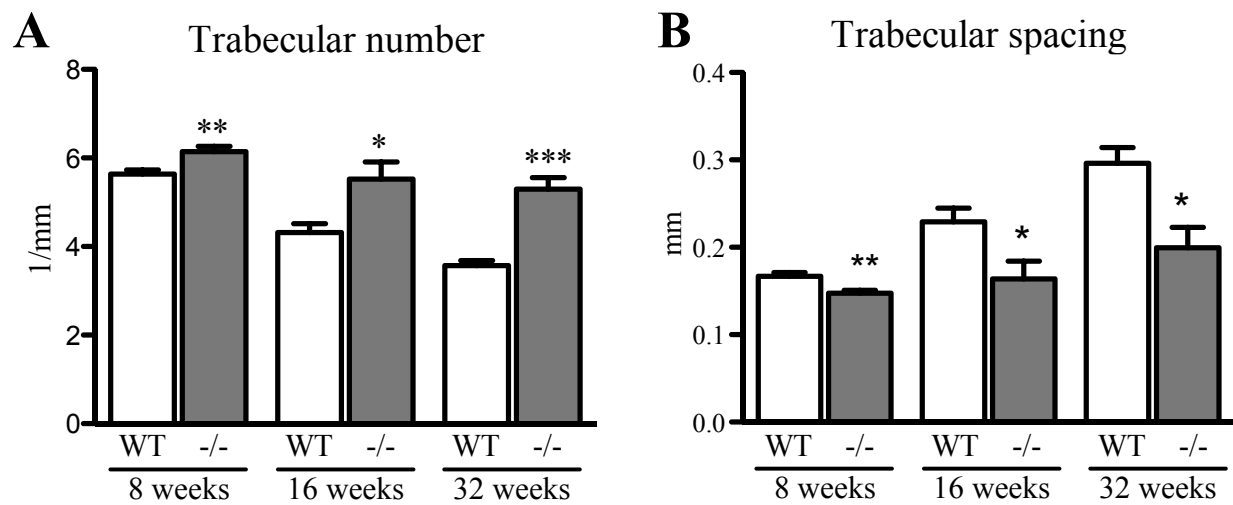 A Trabecular number
8
6
4
2
0
1/mm
** * ***
WT -/- WT -/- WT -/-
8 weeks 16 weeks 32 weeks
B Trabecular spacing
0.4
0.3
0.2
0.1
0.0
mm
** * *
WT -/- WT -/- WT -/-
8 weeks 16 weeks 32 weeks